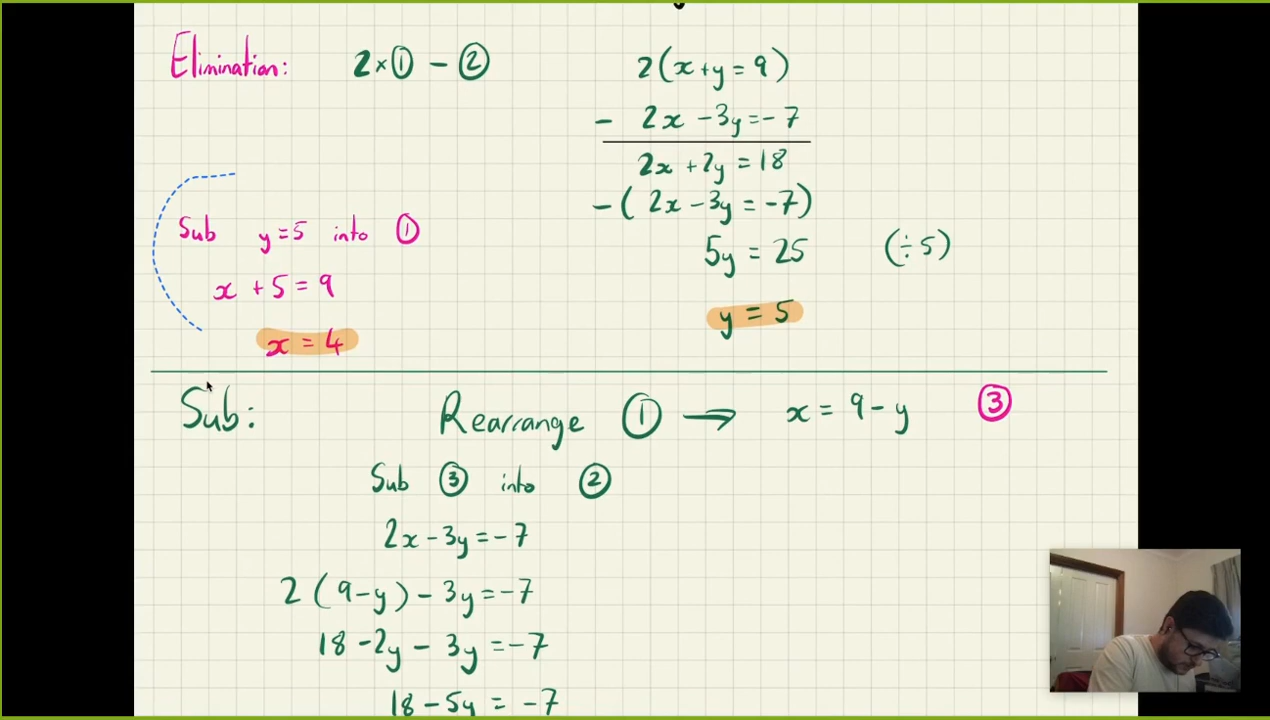 Elimination: 2×① - ②
2(x+y=9)
- 2x-3y=-7
2x+2y=18
-(2x-3y=-7)
5y=25 (÷5)
y=5
Sub y=5 into ①
x+5=9
x=4
Sub: Rearrange ① → x=9-y ③
Sub ③ into ②
2x-3y=-7
2(9-y)-3y=-7
18-2y-3y=-7
18-5y=-7